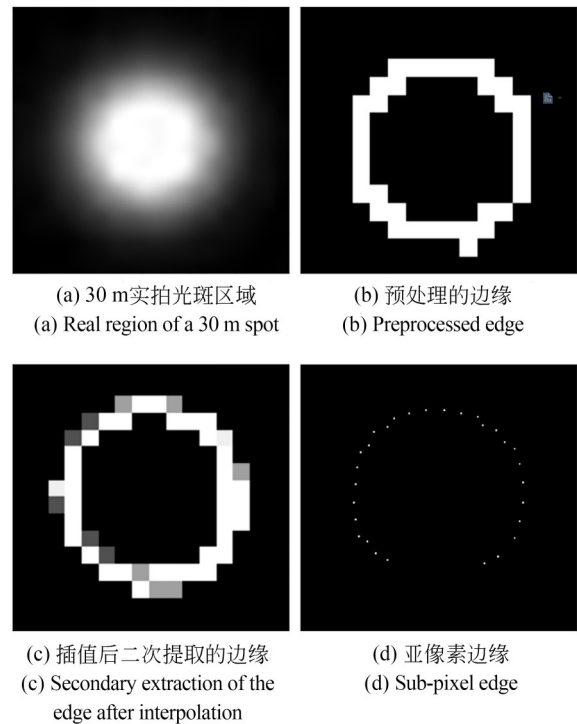 (a) 30 m实拍光斑区域
(a) Real region of a 30 m spot
(b) 预处理的边缘
(b) Preprocessed edge
(c) 插值后二次提取的边缘
(c) Secondary extraction of the
edge after interpolation
(d) 亚像素边缘
(d) Sub-pixel edge